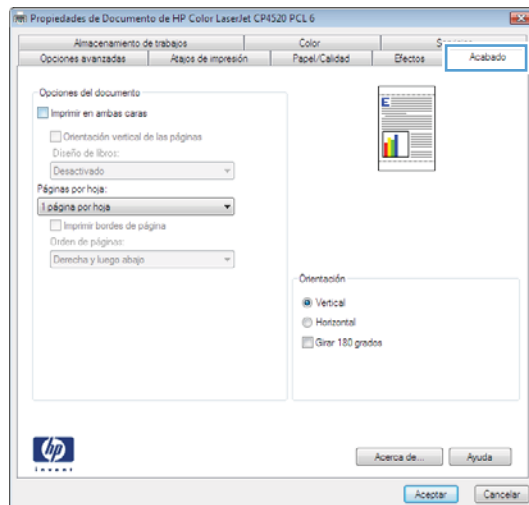 Propiedades de Documento de HP Color LaserJet CP4520 PCL 6
Almacenamiento de trabajos
Color
Opciones avanzadas
Atajos de impresión
Papel/Calidad
Efectos
Acabado
Opciones del documento
Imprimir en ambas caras
Orientación vertical de las páginas
Diseño de libros:
Desactivado
Páginas por hoja:
1 página por hoja
Imprimir bordes de página
Orden de páginas:
Derecha y luego abajo
E
Orientación
Vertical
Horizontal
Girar 180 grados
hp
invent
Acerca de...
Ayuda
Aceptar
Cancelar